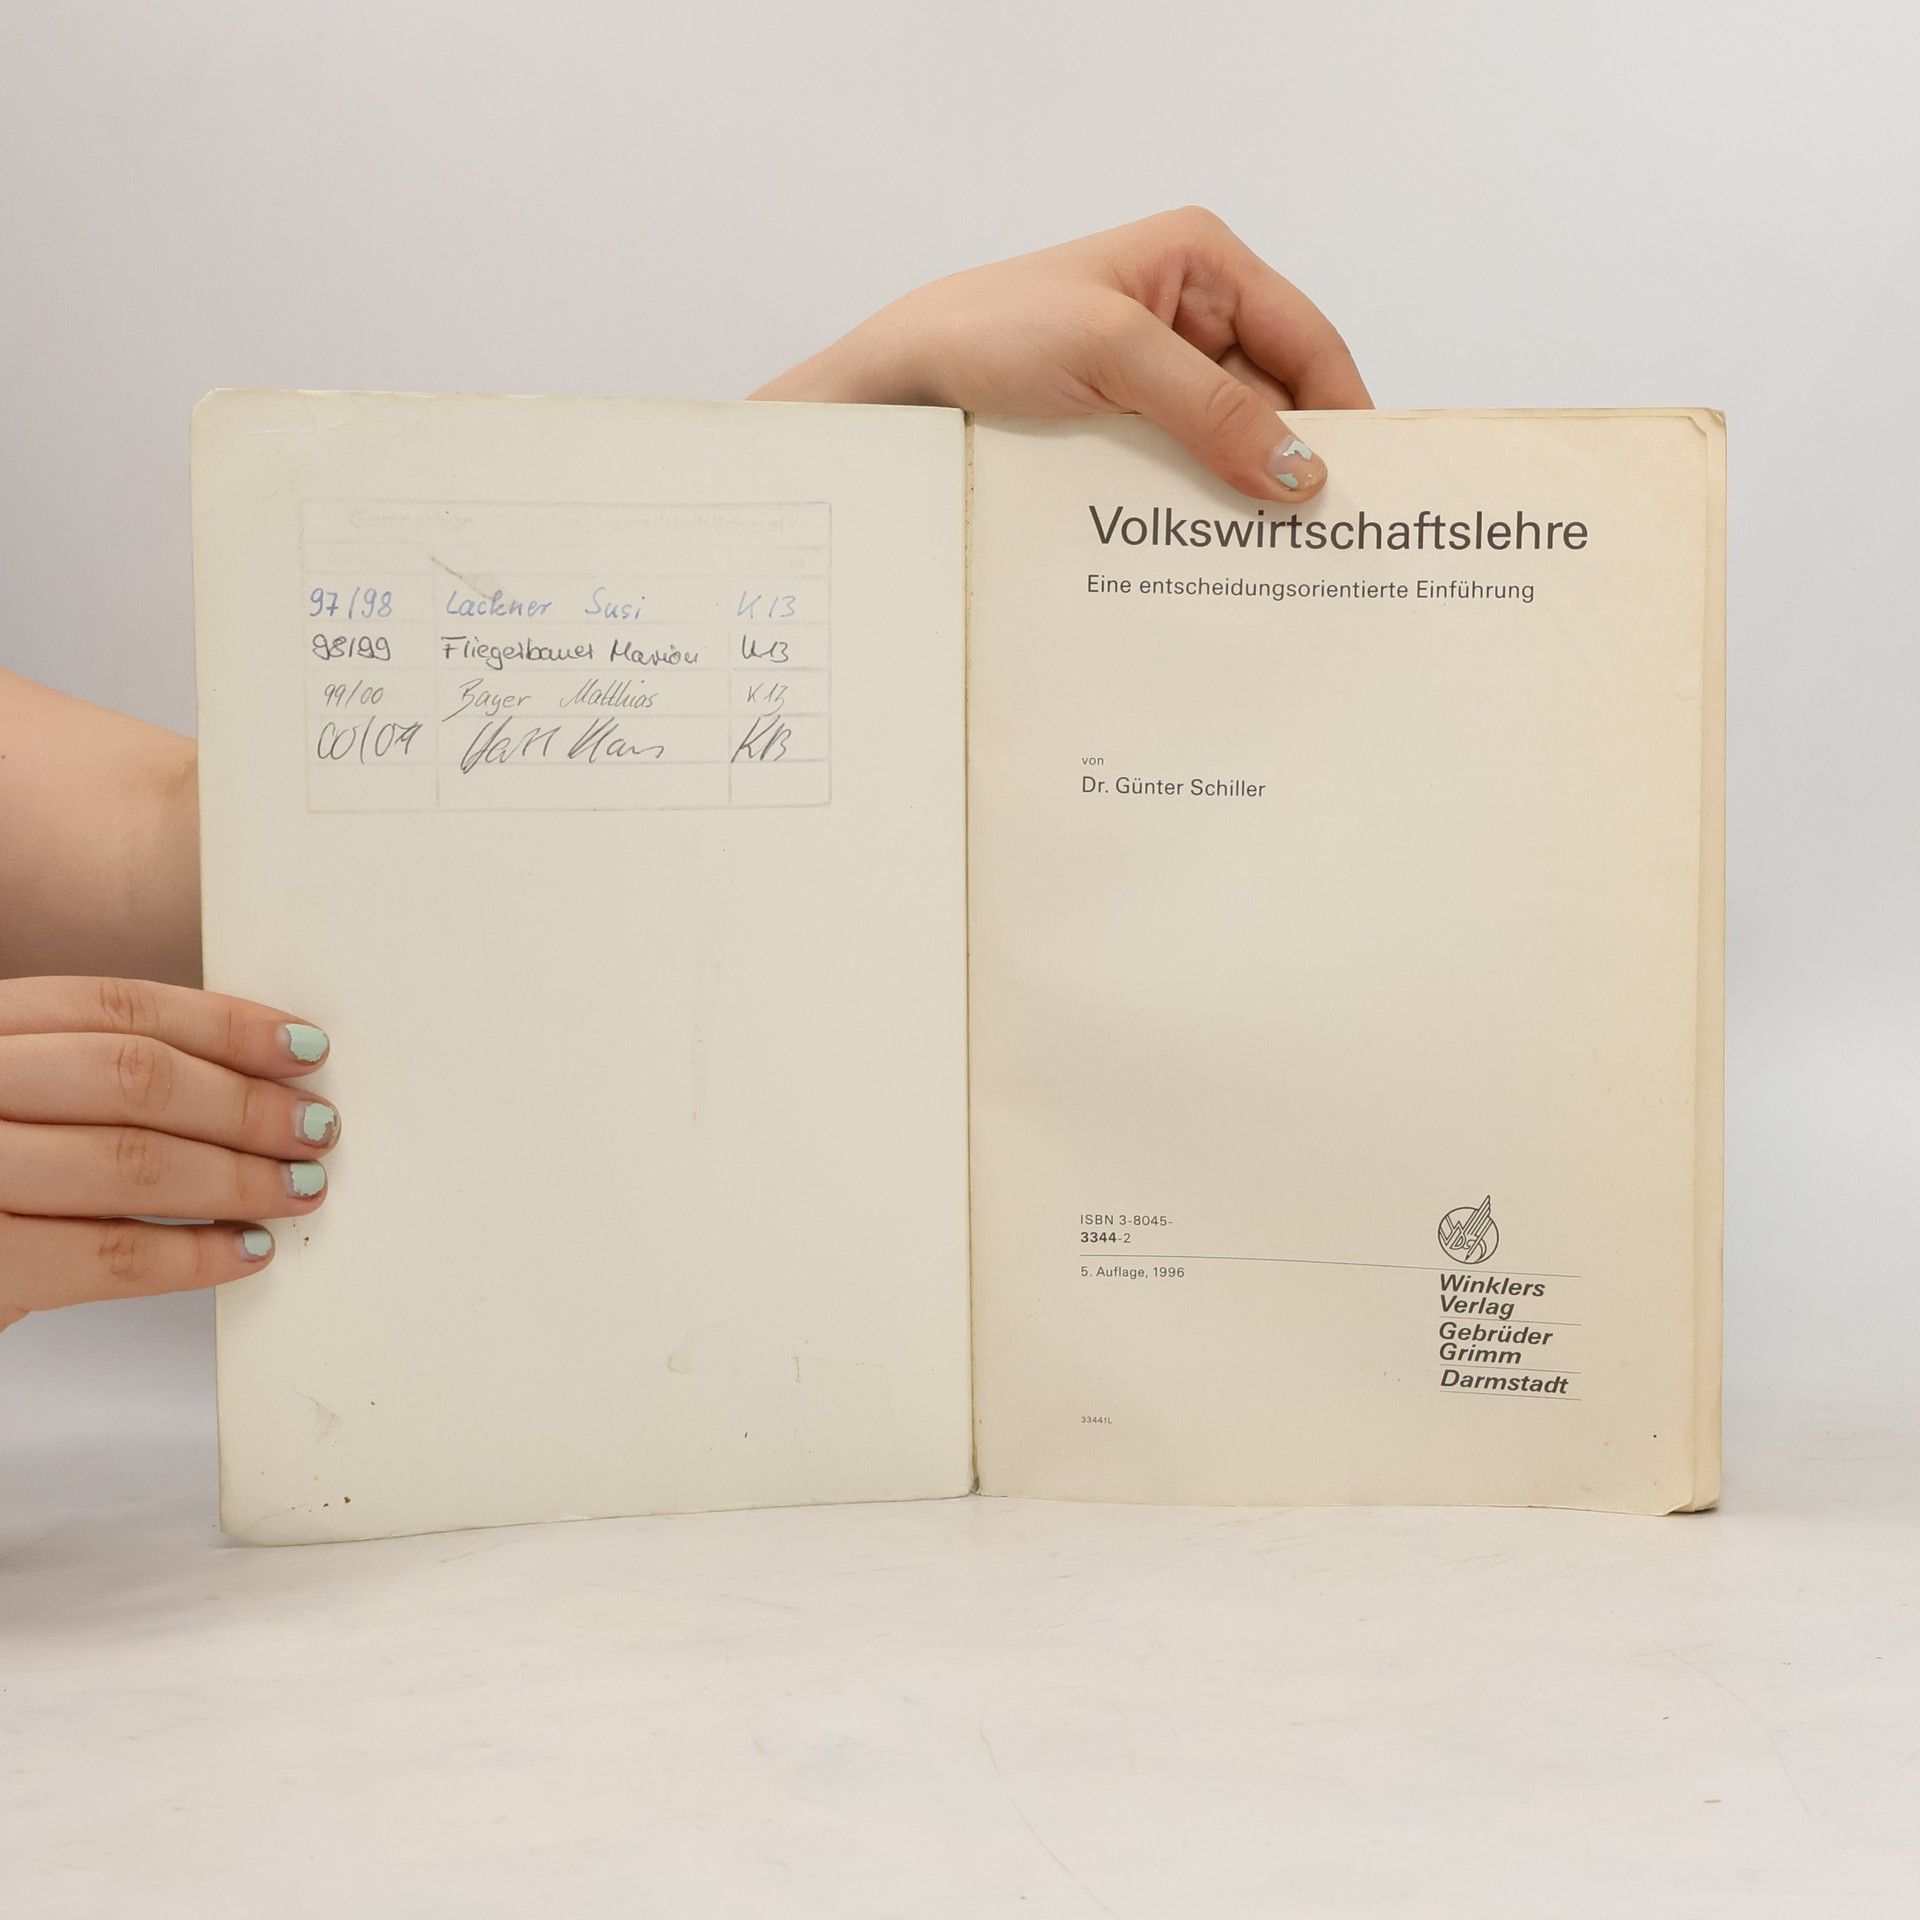 97/98 Lackner Susi K13
98/99 Fliegerbauer Marion K13
99/00 Bayer Matthias K13
00/01 K13
Volkswirtschaftslehre
Eine entscheidungsorientierte Einführung
von
Dr. Günter Schiller
ISBN 3-8045-
3344-2
5. Auflage, 1996
Winklers
Verlag
Gebrüder
Grimm
Darmstadt
33441L